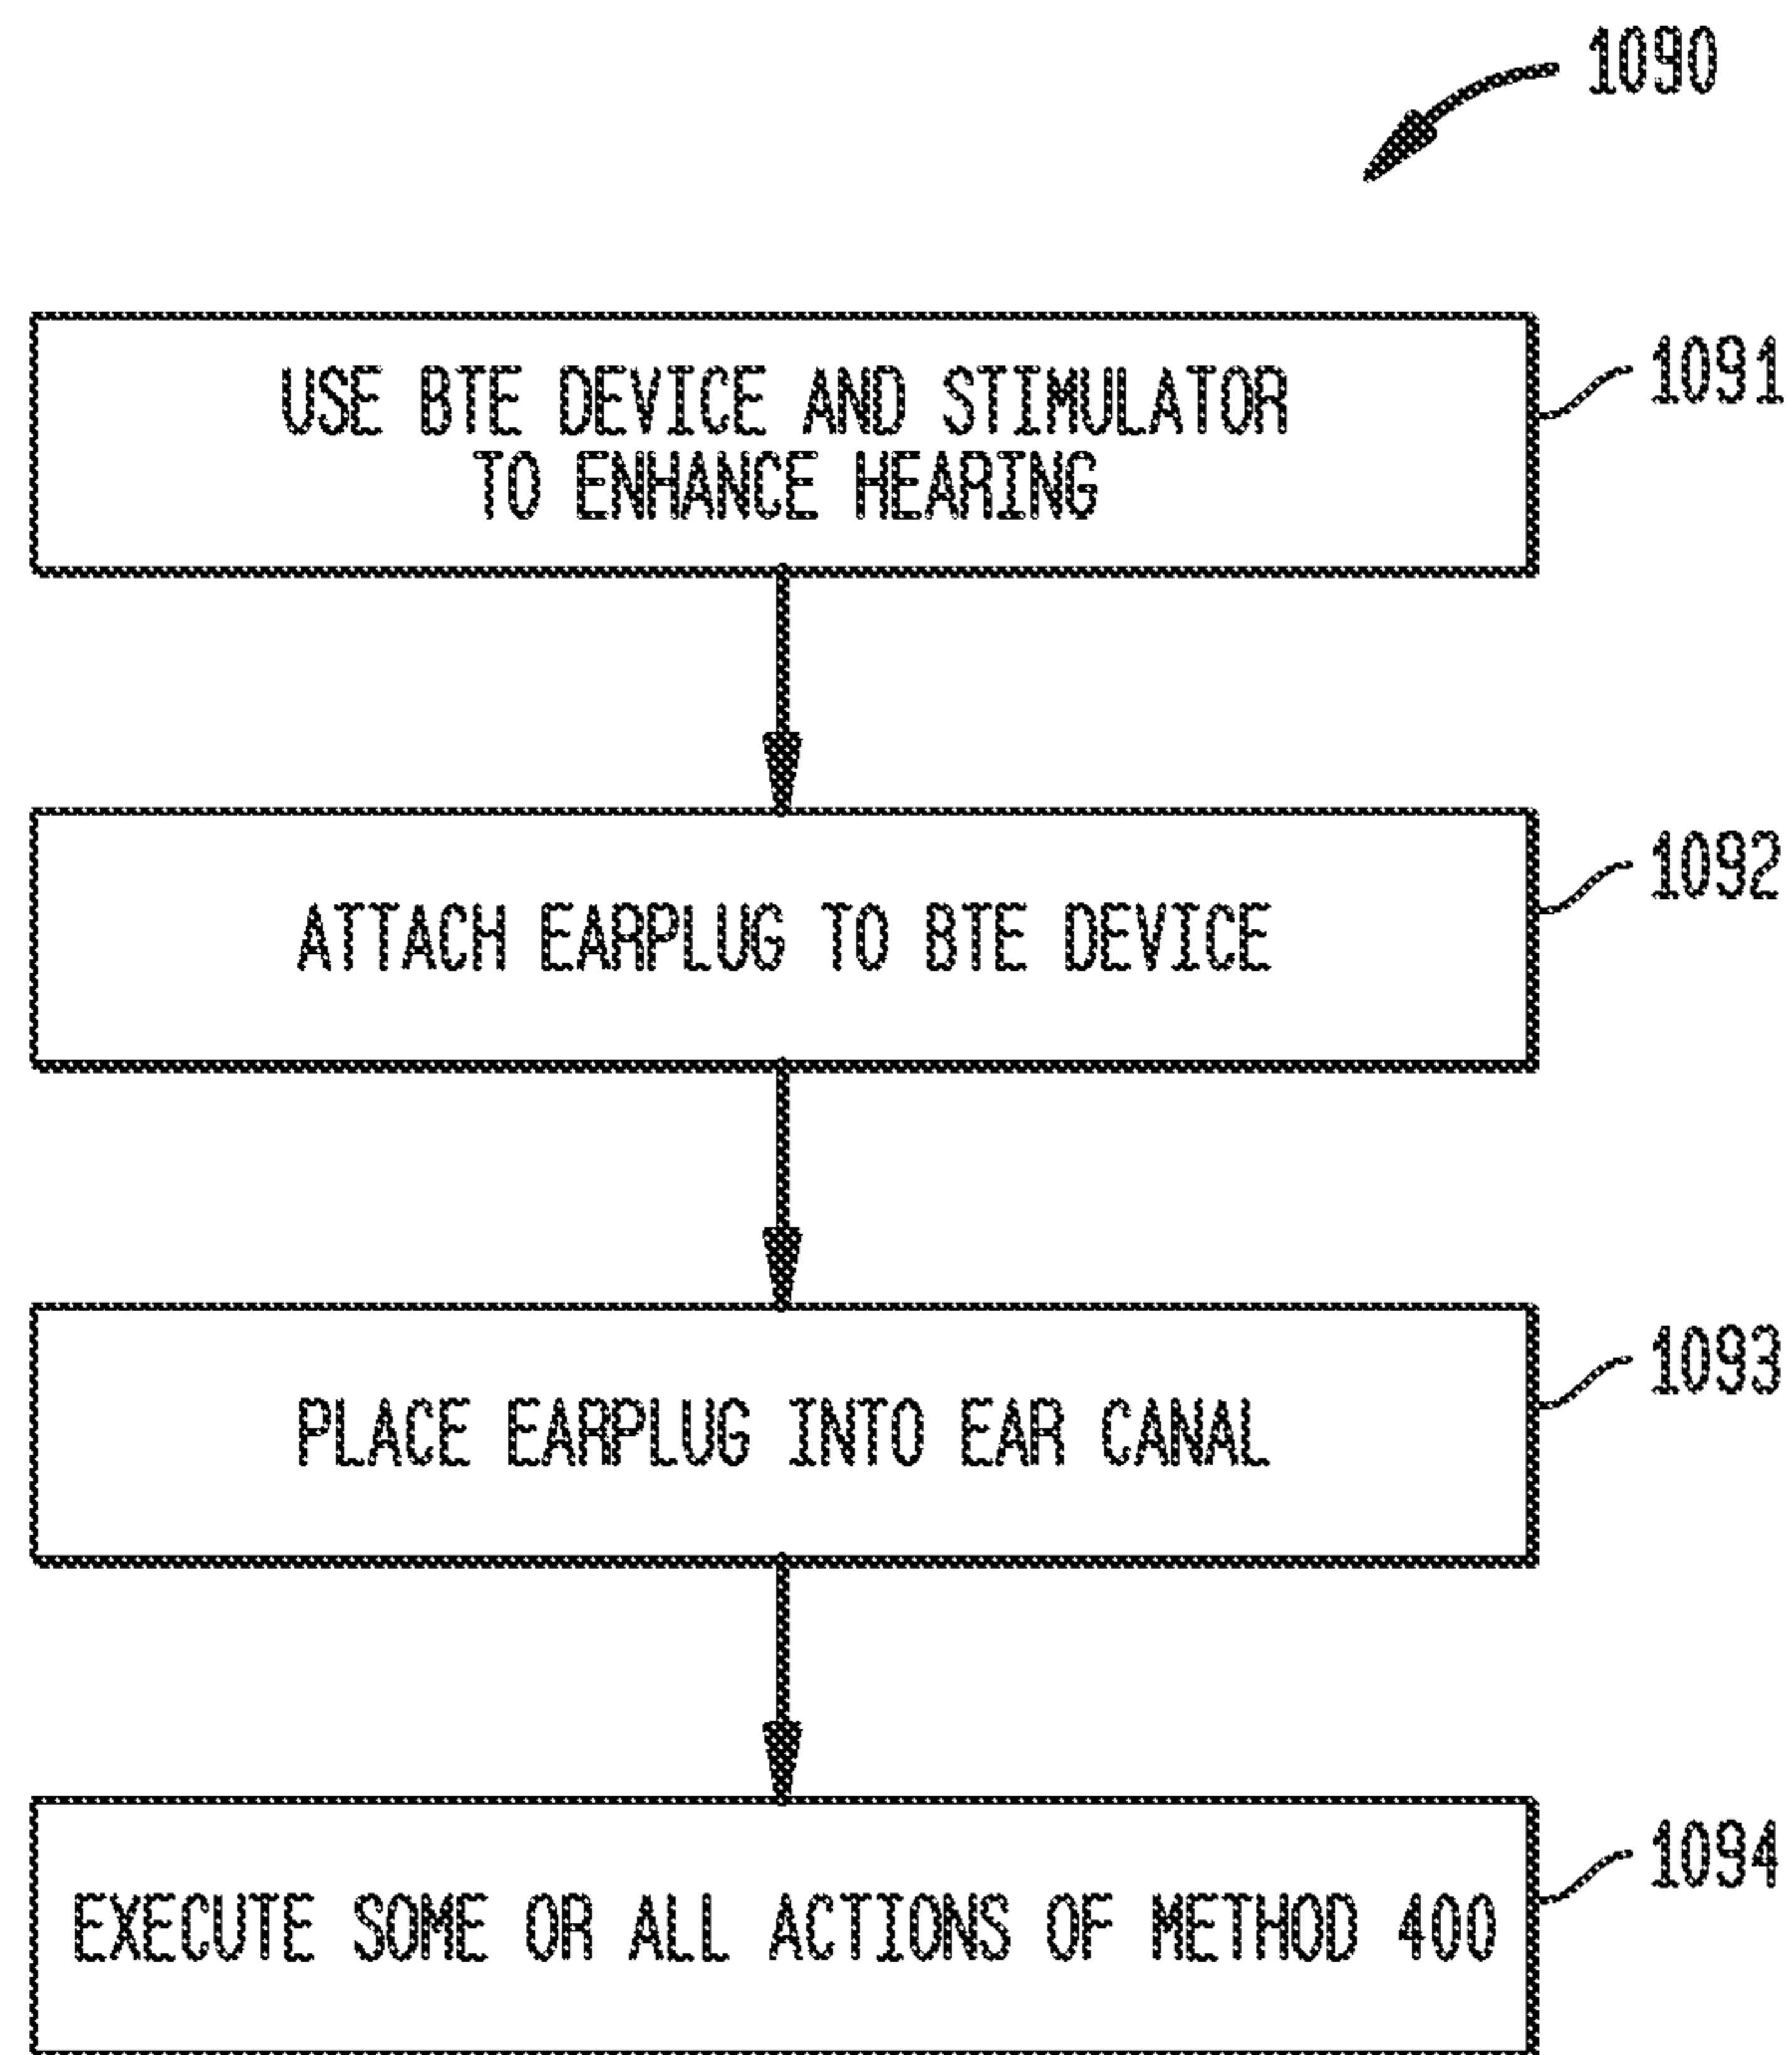 1090
USE BTE DEVICE AND STIMULATOR
TO ENHANCE HEARING
1091
ATTACH EARPLUG TO BTE DEVICE
1092
PLACE EARPLUG INTO EAR CANAL
1093
EXECUTE SOME OR ALL ACTIONS OF METHOD 400
1094